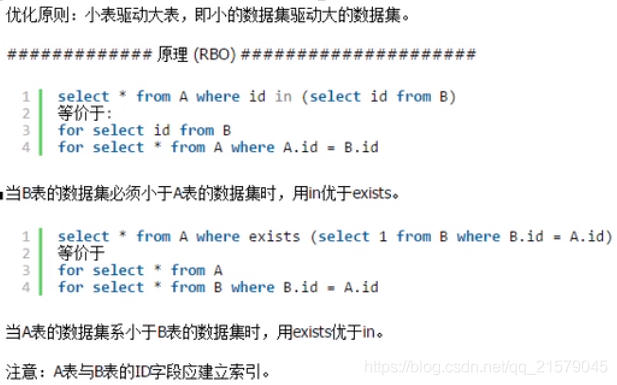 优化原则：小表驱动大表，即小的数据集驱动大的数据集。
############# 原理 (RBO) #####################
1 select * from A where id in (select id from B)
2 等价于:
3 for select id from B
4 for select * from A where A.id = B.id
当B表的数据集必须小于A表的数据集时，用in优于exists。
1 select * from A where exists (select 1 from B where B.id = A.id)
2 等价于
3 for select * from A
4 for select * from B where B.id = A.id
当A表的数据集系小于B表的数据集时，用exists优于in。
注意：A表与B表的ID字段应建立索引。
https://blog.csdn.net/qq_21579045